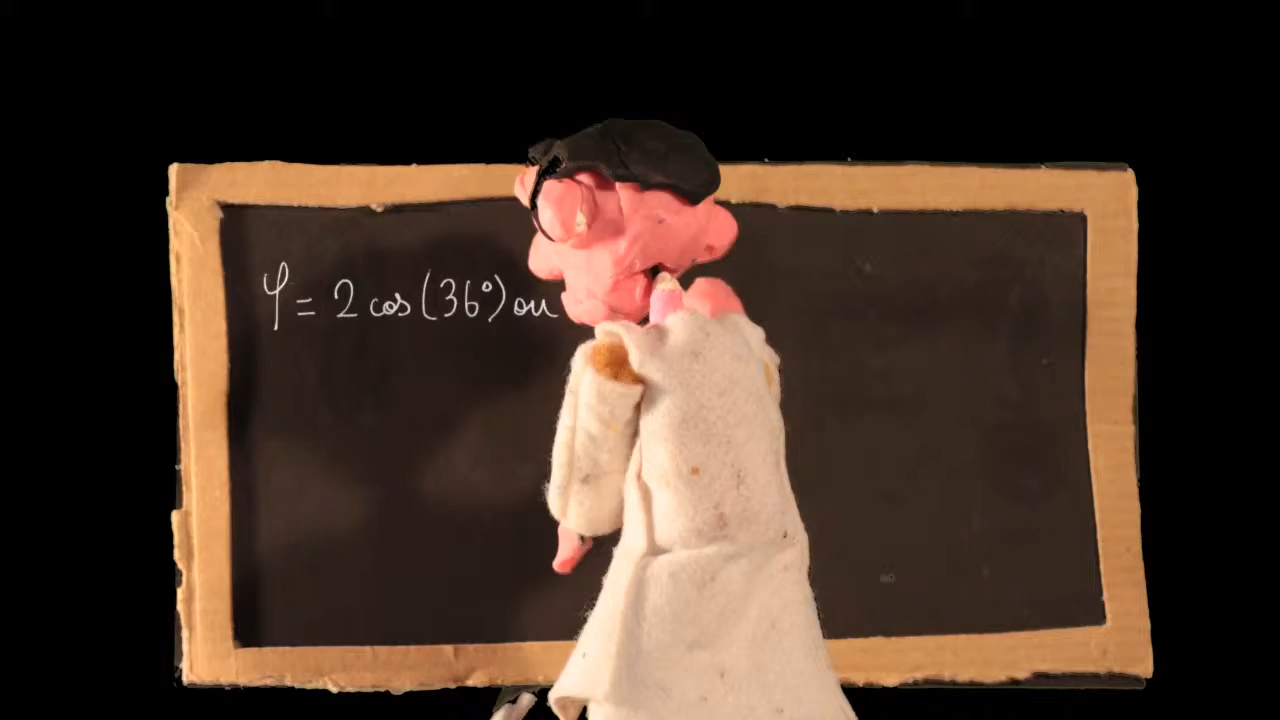 φ = 2 cos(36°) ou